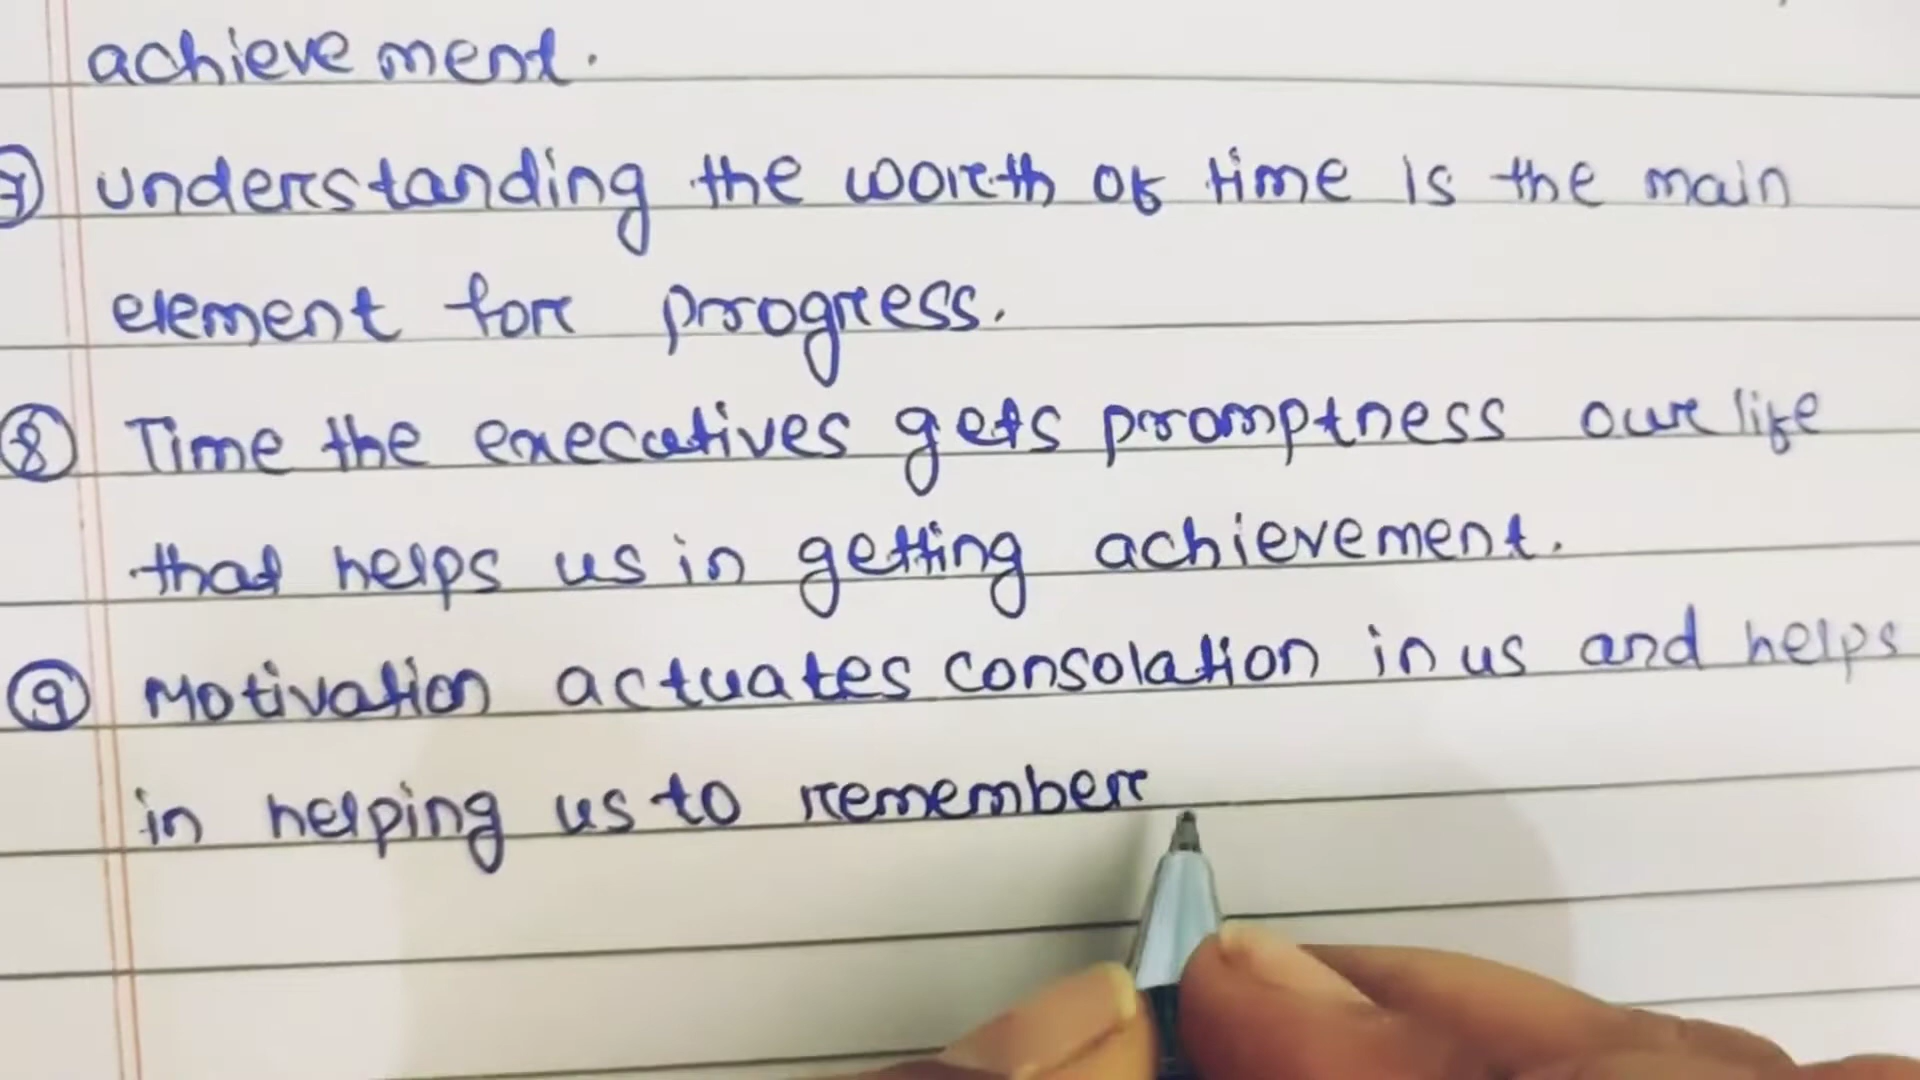 achievement.
⑦ understanding the worth of time is the main
element for progress.
⑧ Time the executives gets promptness our life
that helps us in getting achievement.
⑨ Motivation actuates consolation in us and helps
in helping us to remember